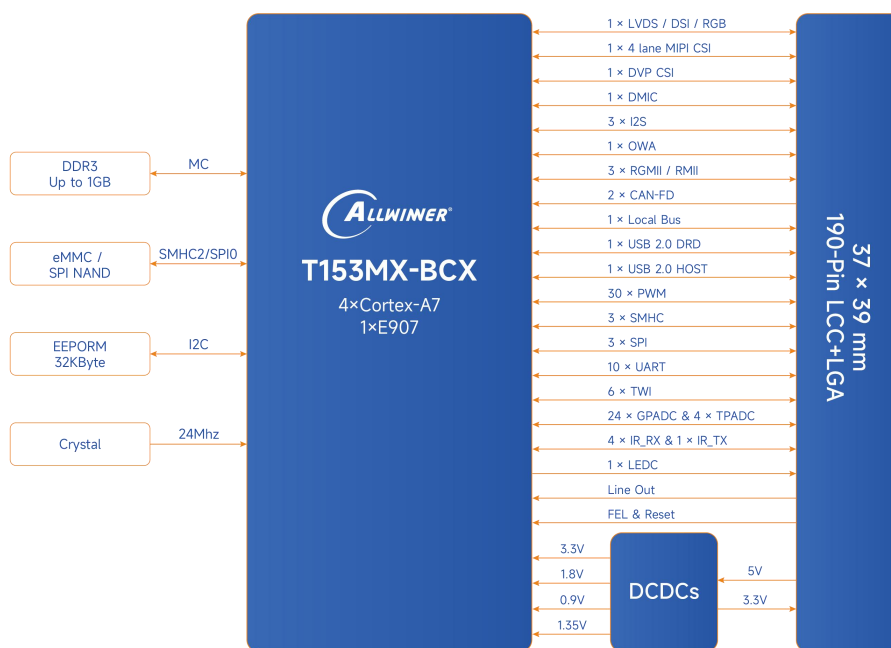 DDR3
Up to 1GB
MC
eMMC /
SPI NAND
SMHC2/SPI0
EEPORM
32KByte
I2C
Crystal
24Mhz
ALLWINNER®
T153MX-BCX
4×Cortex-A7
1×E907
1 × LVDS / DSI / RGB
1 × 4 lane MIPI CSI
1 × DVP CSI
1 × DMIC
3 × I2S
1 × OWA
3 × RGMII / RMII
2 × CAN-FD
1 × Local Bus
1 × USB 2.0 DRD
1 × USB 2.0 HOST
30 × PWM
3 × SMHC
3 × SPI
10 × UART
6 × TWI
24 × GPADC & 4 × TPADC
4 × IR_RX & 1 × IR_TX
1 × LEDC
Line Out
FEL & Reset
3.3V
1.8V
0.9V
1.35V
DCDCs
5V
3.3V
37 × 39 mm
190-Pin LCC+LGA